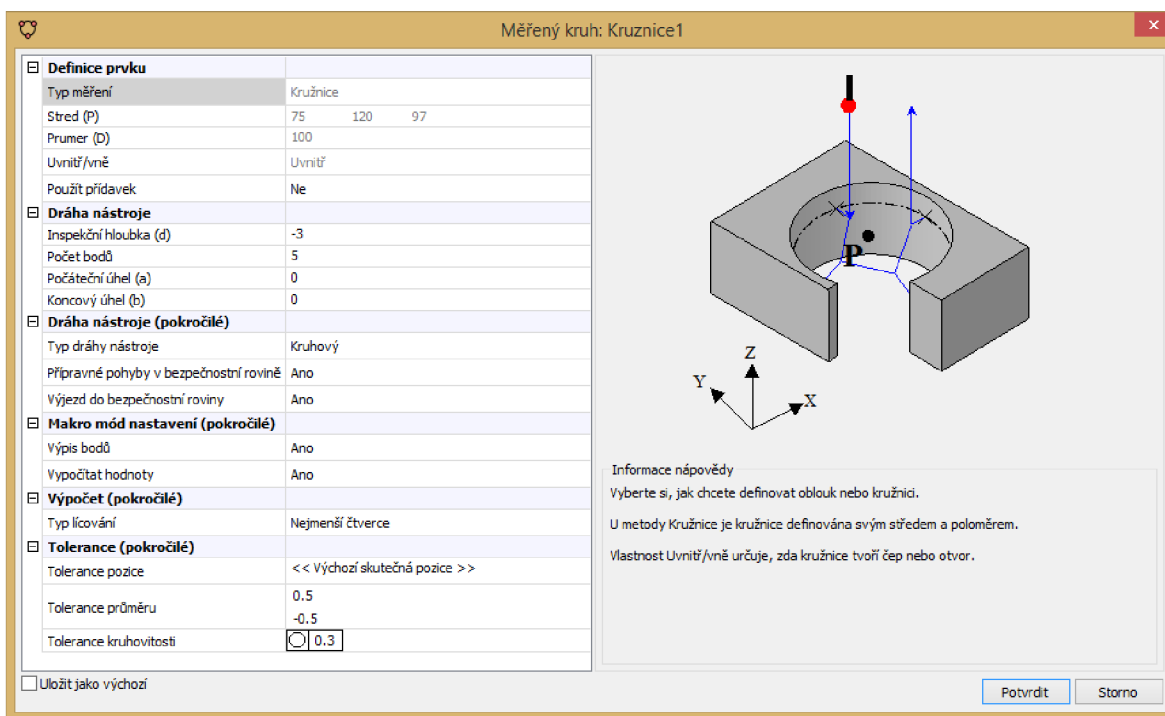 Měřený kruh: Kruznice1
Definice prvku
Typ měření Kružnice
Stred (P) 75 120 97
Prumer (D) 100
Uvnitř/vně Uvnitř
Použít přídavek Ne
Dráha nástroje
Inspekční hloubka (d) -3
Počet bodů 5
Počáteční úhel (a) 0
Koncový úhel (b) 0
Dráha nástroje (pokročilé)
Typ dráhy nástroje Kruhový
Přípravné pohyby v bezpečnostní rovině Ano
Výjezd do bezpečnostní roviny Ano
Makro mód nastavení (pokročilé)
Výpis bodů Ano
Vypočítat hodnoty Ano
Výpočet (pokročilé)
Typ lícování Nejmenší čtverce
Tolerance (pokročilé)
Tolerance pozice << Výchozí skutečná pozice >>
Tolerance průměru 0.5
-0.5
Tolerance kruhovitosti 0.3
Uložit jako výchozí
P
Z
Y
X
Informace nápovědy
Vyberte si, jak chcete definovat oblouk nebo kružnici.
U metody Kružnice je kružnice definována svým středem a poloměrem.
Vlastnost Uvnitř/vně určuje, zda kružnice tvoří čep nebo otvor.
Potvrdit Storno